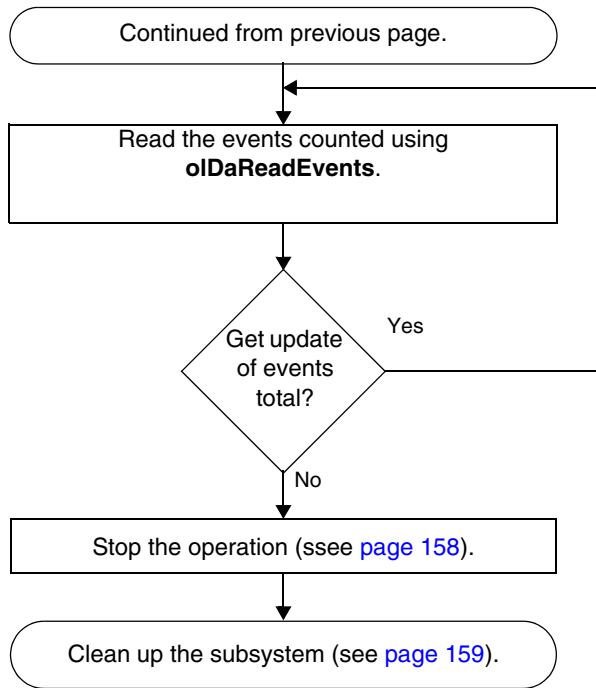 Continued from previous page.
Read the events counted using
olDaReadEvents.
Get update
of events
total?
Yes
No
Stop the operation (ssee page 158).
Clean up the subsystem (see page 159).